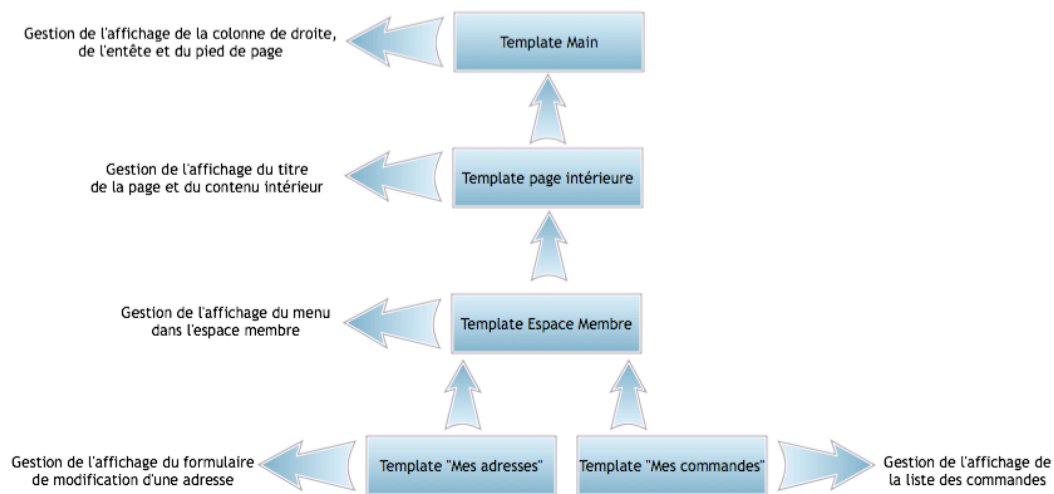 Gestion de l'affichage de la colonne de droite,
de l'entête et du pied de page
Template Main
Gestion de l'affichage du titre
de la page et du contenu intérieur
Template page intérieure
Gestion de l'affichage du menu
dans l'espace membre
Template Espace Membre
Gestion de l'affichage du formulaire
de modification d'une adresse
Template "Mes adresses"
Template "Mes commandes"
Gestion de l'affichage de
la liste des commandes